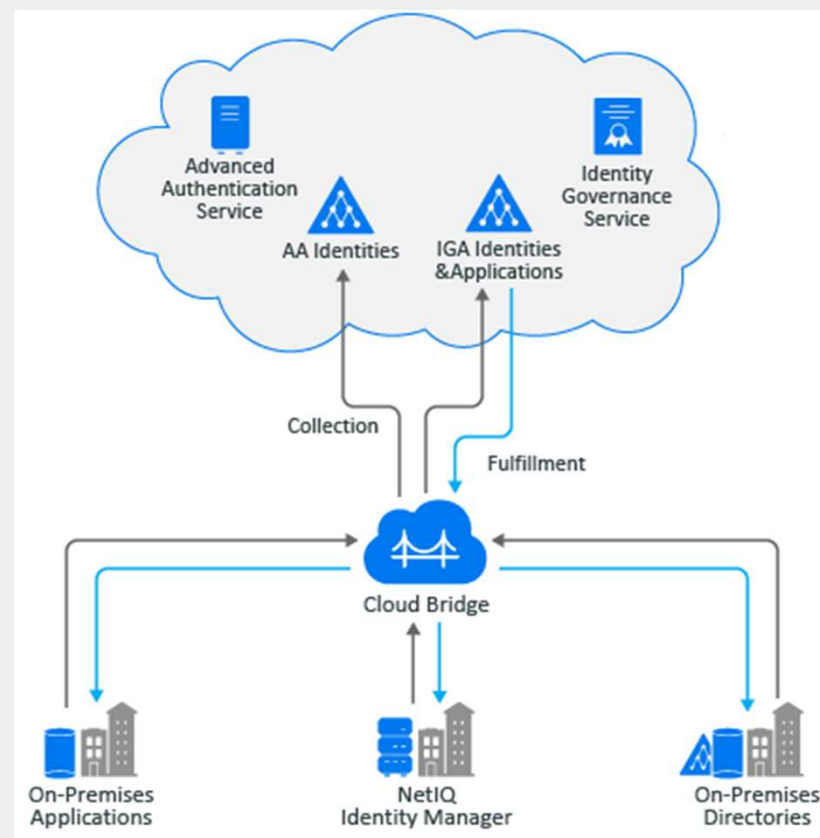 Advanced
Authentication
Service
Identity
Governance
Service
AA Identities
IGA Identities
&Applications
Collection
Fulfillment
Cloud Bridge
On-Premises
Applications
NetIQ
Identity Manager
On-Premises
Directories